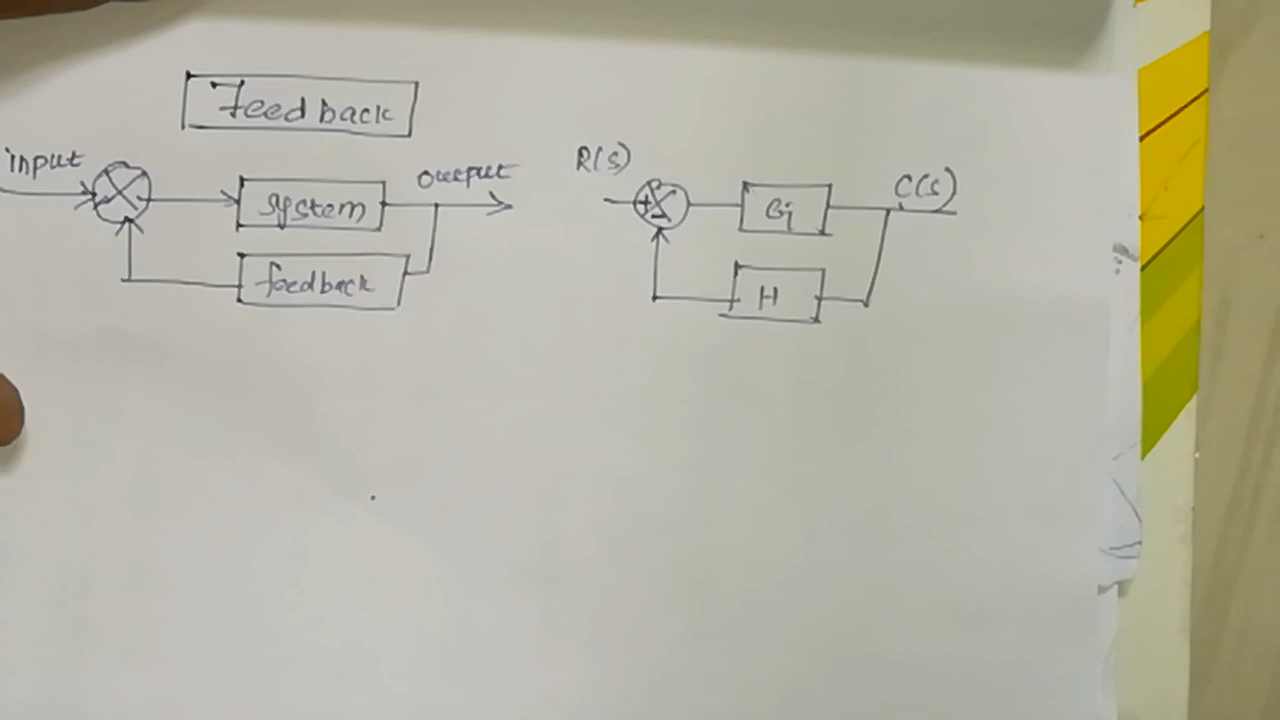 Feedback
input
system
output
feedback
R(s)
+
-
G
C(s)
H